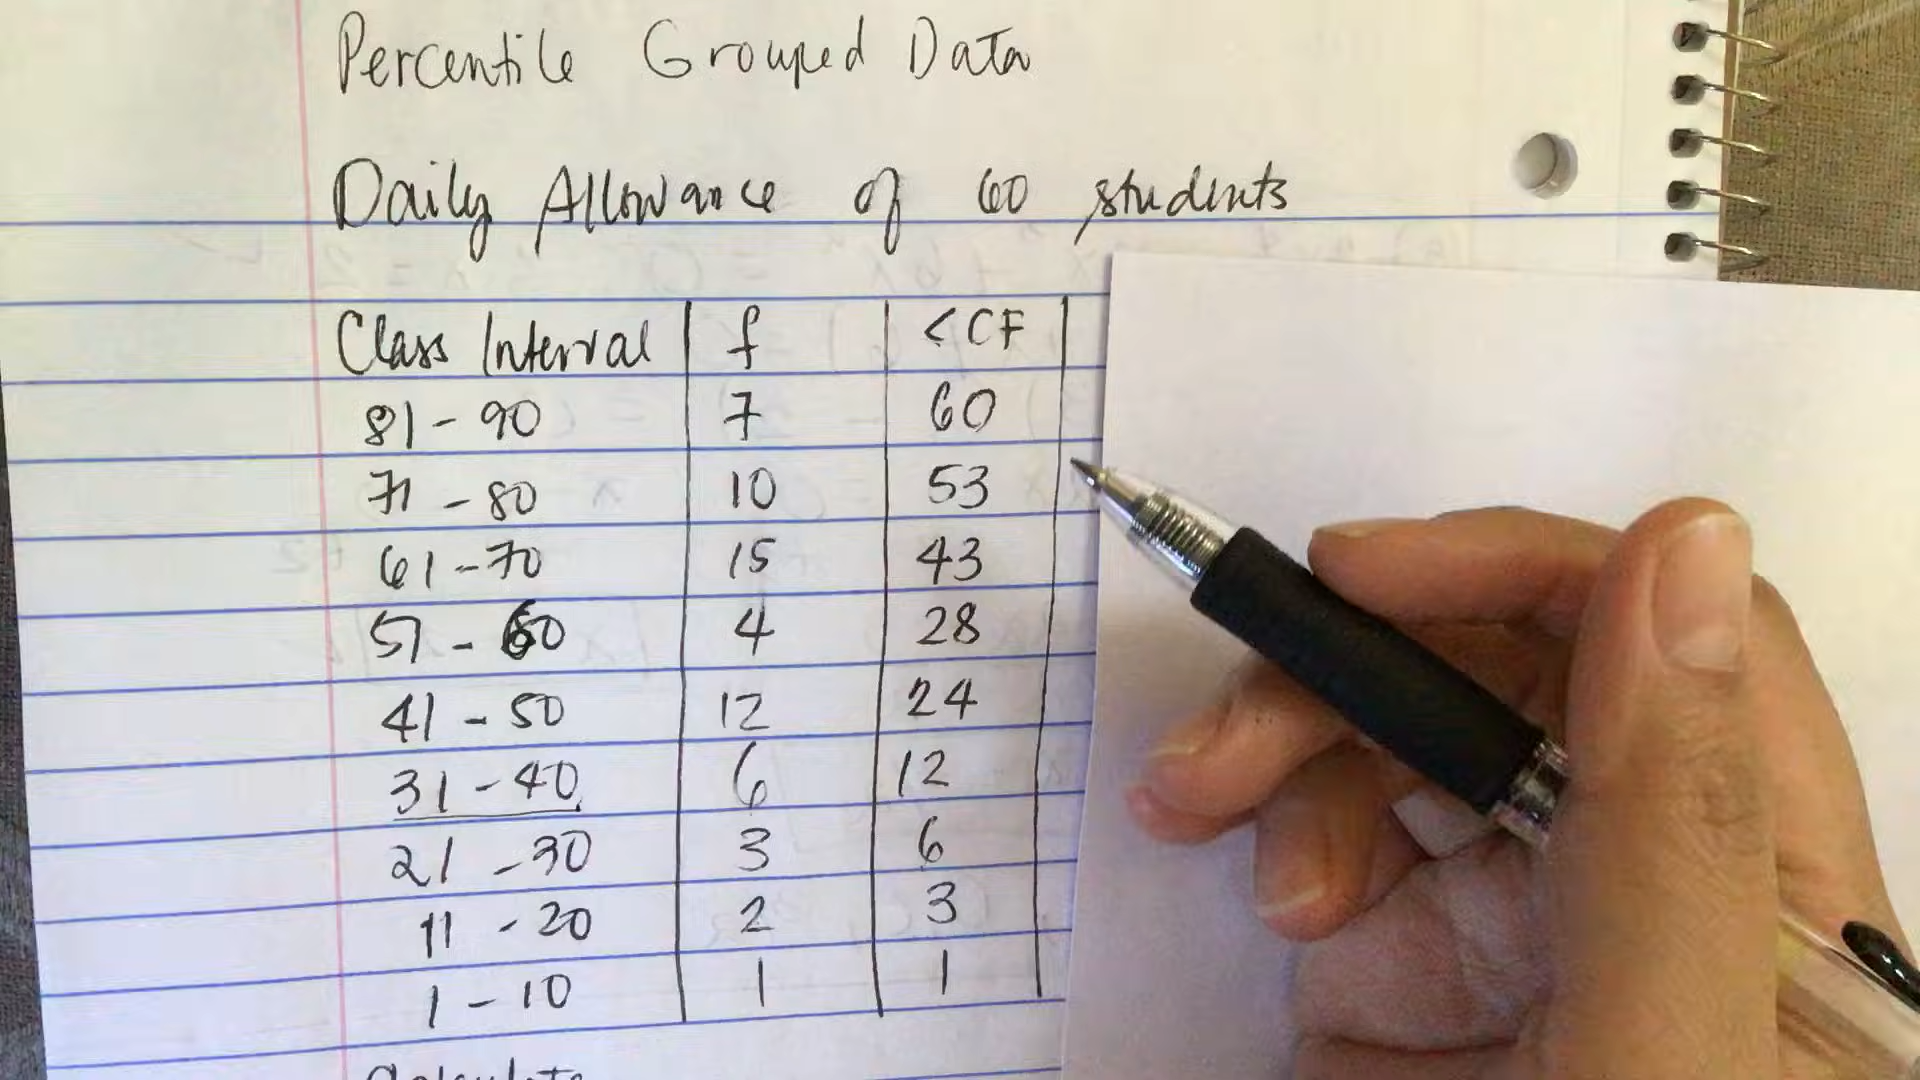 Percentile Grouped Data
Daily Allowance of 60 students
Class Interval f <CF
81 - 90 7 60
71 - 80 10 53
61 - 70 15 43
51 - 60 4 28
41 - 50 12 24
31 - 40 6 12
21 - 30 3 6
11 - 20 2 3
1 - 10 1 1
Calculate